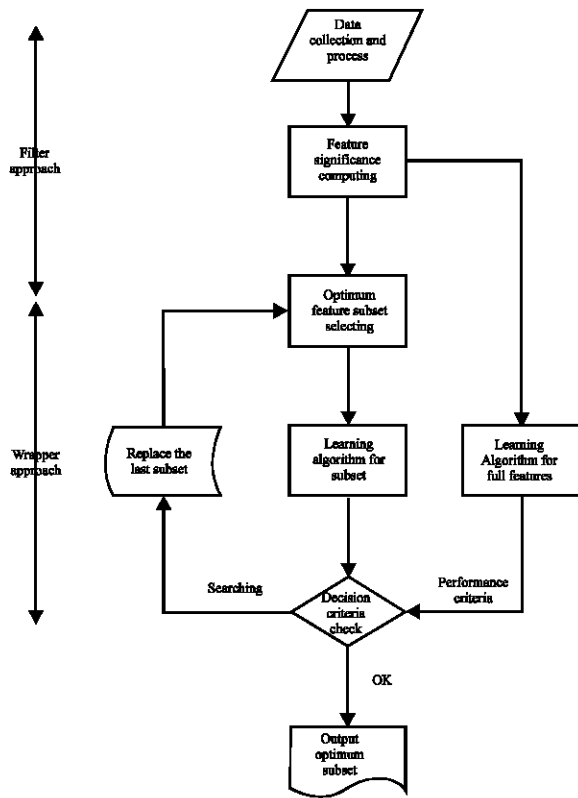 Data
collection and
process
Filter
approach
Feature
significance
computing
Optimum
feature subset
selecting
Wrapper
approach
Replace the
last subset
Learning
algorithm for
subset
Learning
Algorithm for
full features
Searching
Decision
criteria
check
Performance
criteria
OK
Output
optimum
subset